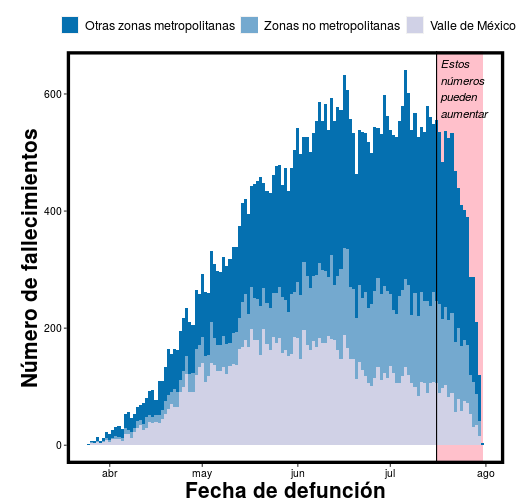 Otras zonas metropolitanas Zonas no metropolitanas Valle de México
Estos
números
pueden
aumentar
Número de fallecimientos
600
400
200
0
abr may jun jul ago
Fecha de defunción